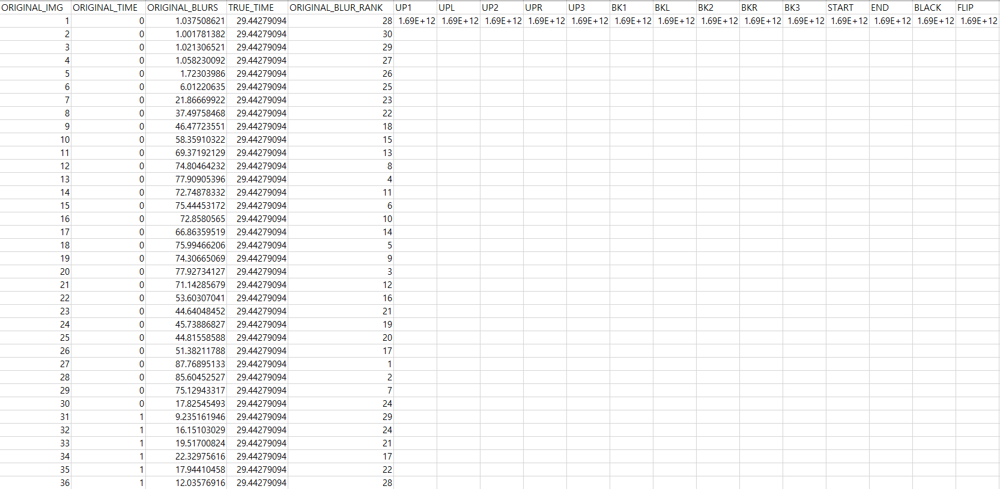 ORIGINAL_IMG ORIGINAL_TIME ORIGINAL_BLURS TRUE_TIME ORIGINAL_BLUR_RANK UP1 UPL UP2 UPR UP3 BK1 BKL BK2 BKR BK3 START END BLACK FLIP
1 0 1.037508621 29.44279094 28 1.69E+12 1.69E+12 1.69E+12 1.69E+12 1.69E+12 1.69E+12 1.69E+12 1.69E+12 1.69E+12 1.69E+12 1.69E+12 1.69E+12 1.69E+12 1.69E+12
2 0 1.001781382 29.44279094 30
3 0 1.021306521 29.44279094 29
4 0 1.058230092 29.44279094 27
5 0 1.72303986 29.44279094 26
6 0 6.01220635 29.44279094 25
7 0 21.86669922 29.44279094 23
8 0 37.49758468 29.44279094 22
9 0 46.47723551 29.44279094 18
10 0 58.35910322 29.44279094 15
11 0 69.37192129 29.44279094 13
12 0 74.80464232 29.44279094 8
13 0 77.90905396 29.44279094 4
14 0 72.74878332 29.44279094 11
15 0 75.44453172 29.44279094 6
16 0 72.8580565 29.44279094 10
17 0 66.86359519 29.44279094 14
18 0 75.99466206 29.44279094 5
19 0 74.30665069 29.44279094 9
20 0 77.92734127 29.44279094 3
21 0 71.14285679 29.44279094 12
22 0 53.60307041 29.44279094 16
23 0 44.64048452 29.44279094 21
24 0 45.73886827 29.44279094 19
25 0 44.81558588 29.44279094 20
26 0 51.38211788 29.44279094 17
27 0 87.76895133 29.44279094 1
28 0 85.60452527 29.44279094 2
29 0 75.12943317 29.44279094 7
30 0 17.82545493 29.44279094 24
31 1 9.235161946 29.44279094 29
32 1 16.15103029 29.44279094 24
33 1 19.51700824 29.44279094 21
34 1 22.32975616 29.44279094 17
35 1 17.94410458 29.44279094 22
36 1 12.03576916 29.44279094 28